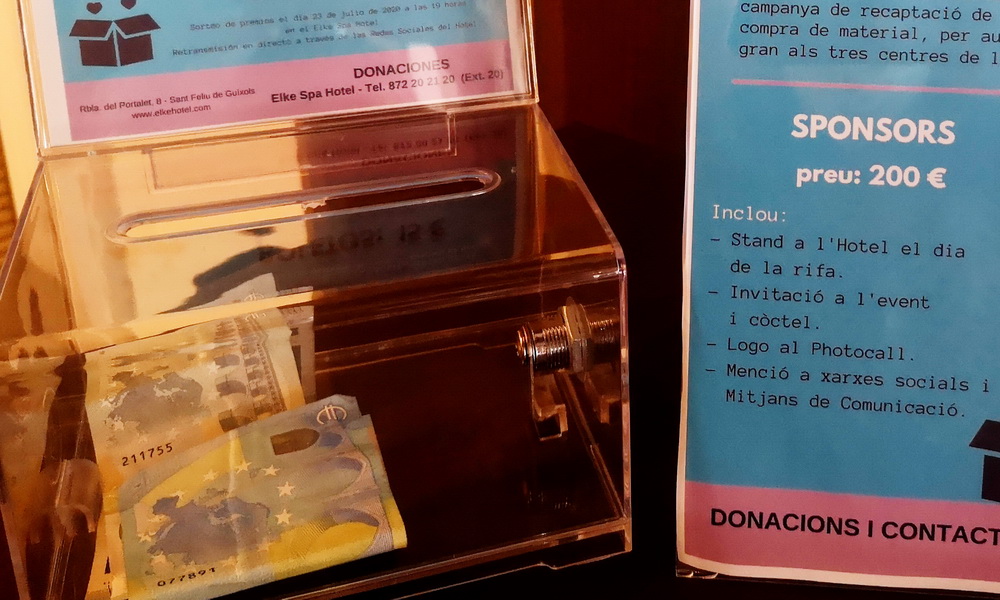 Sorteo de premios el día 23 de julio de 2020 a las 19 horas
en el Elke Spa Hotel
Retransmisión en directo a través de las Redes Sociales del Hotel
DONACIONES
Rbla. del Portalet, 8 - Sant Feliu de Guíxols
Elke Spa Hotel - Tel. 872 20 21 20 (Ext. 20)
www.elkehotel.com
211755
077891
campanya de recaptació de
compra de material, per au
gran als tres centres de l
SPONSORS
preu: 200 €
Inclou:
– Stand a l'Hotel el dia
de la rifa.
– Invitació a l'event
i còctel.
– Logo al Photocall.
– Menció a xarxes socials i
Mitjans de Comunicació.
DONACIONS I CONTACT